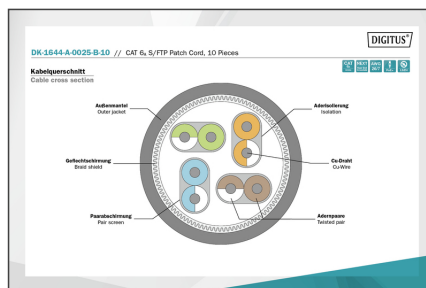 DIGITUS®
DK-1644-A-0025-B-10 // CAT 6A S/FTP Patch Cord, 10 Pieces
Kabelquerschnitt
Cable cross section
Außenmantel
Outer jacket
Aderisolierung
Isolation
Geflechtschirmung
Braid shield
Cu-Draht
Cu-Wire
Paarabschirmung
Pair screen
Adernpaare
Twisted pair